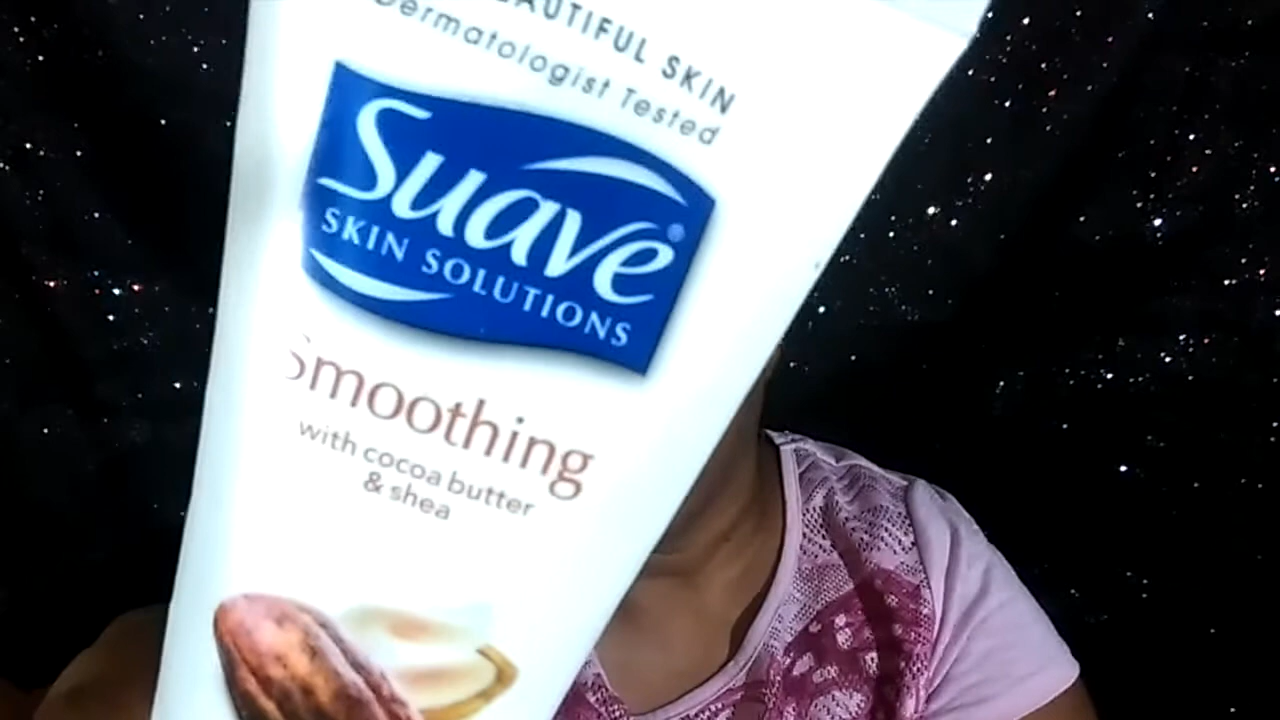 BEAUTIFUL SKIN
Dermatologist Tested
Suave®
SKIN SOLUTIONS
Smoothing
with cocoa butter
& shea